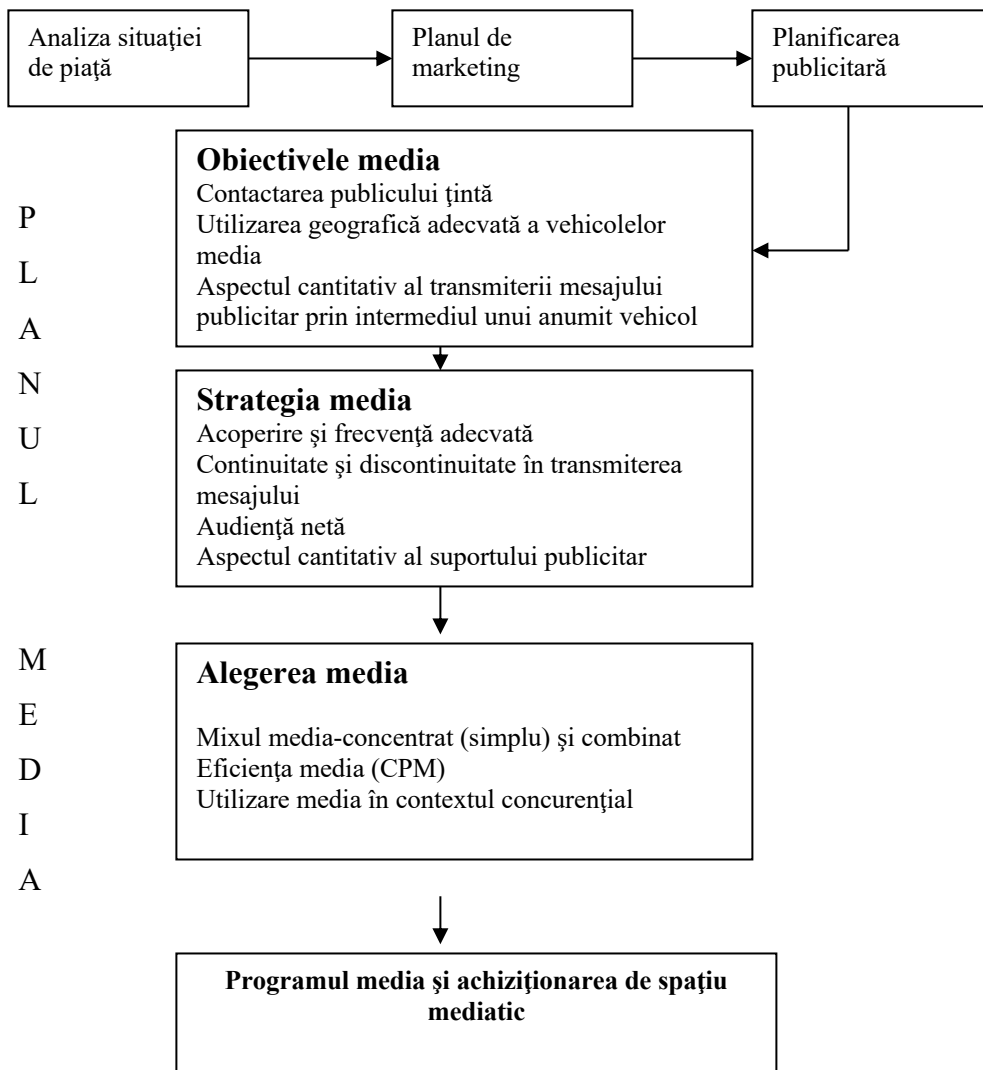 Analiza situaţiei
de piaţă
Planul de
marketing
Planificarea
publicitară
P
L
A
N
U
L
M
E
D
I
A
Obiectivele media
Contactarea publicului ţintă
Utilizarea geografică adecvată a vehicolelor
media
Aspectul cantitativ al transmiterii mesajului
publicitar prin intermediul unui anumit vehicol
Strategia media
Acoperire şi frecvenţă adecvată
Continuitate şi discontinuitate în transmiterea
mesajului
Audienţă netă
Aspectul cantitativ al suportului publicitar
Alegerea media
Mixul media-concentrat (simplu) şi combinat
Eficienţa media (CPM)
Utilizare media în contextul concurenţial
Programul media şi achiziţionarea de spaţiu
mediatic